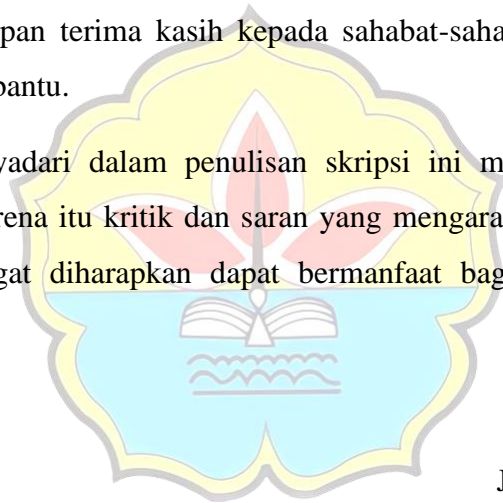 pan terima kasih kepada sahabat-saha
bantu.
yadari dalam penulisan skripsi ini m
rena itu kritik dan saran yang mengara
gat diharapkan dapat bermanfaat bag
J